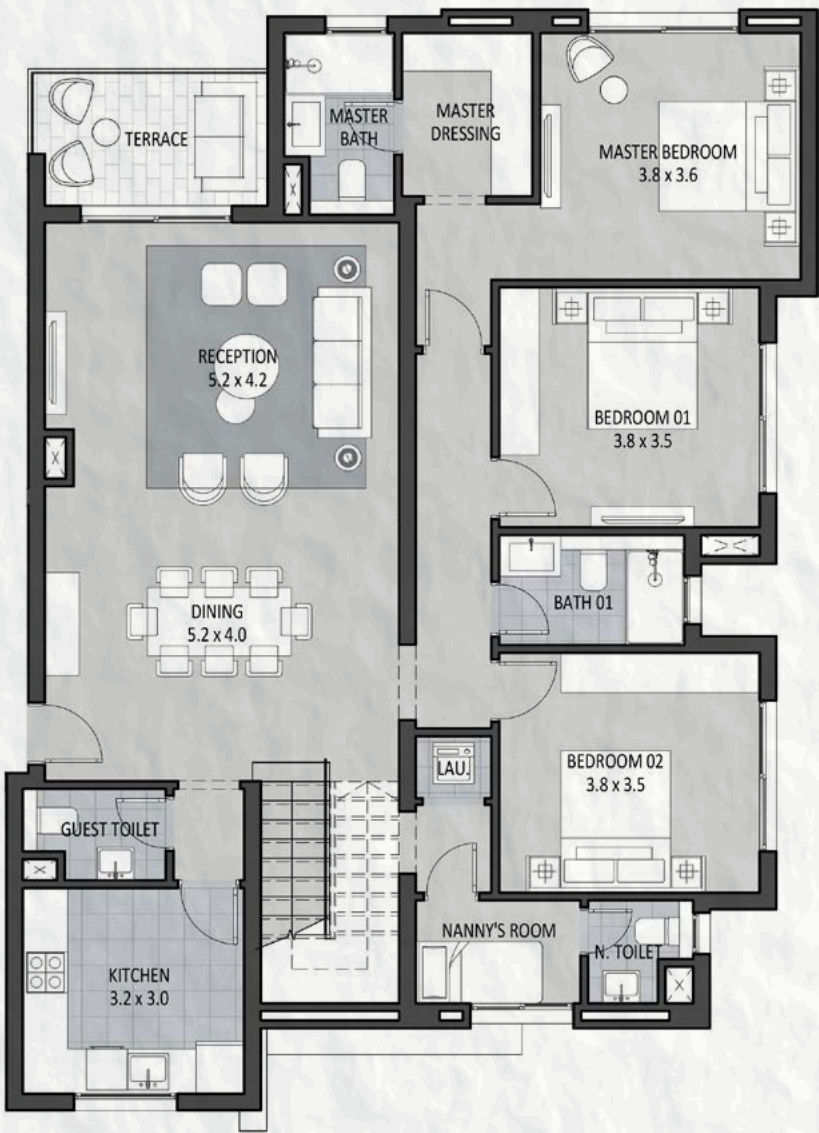 TERRACE
MASTER
BATH
MASTER
DRESSING
MASTER BEDROOM
3.8 x 3.6
RECEPTION
5.2 x 4.2
BEDROOM 01
3.8 x 3.5
DINING
5.2 x 4.0
BATH 01
LAU.
BEDROOM 02
3.8 x 3.5
GUEST TOILET
KITCHEN
3.2 x 3.0
NANNY'S ROOM
N. TOILET